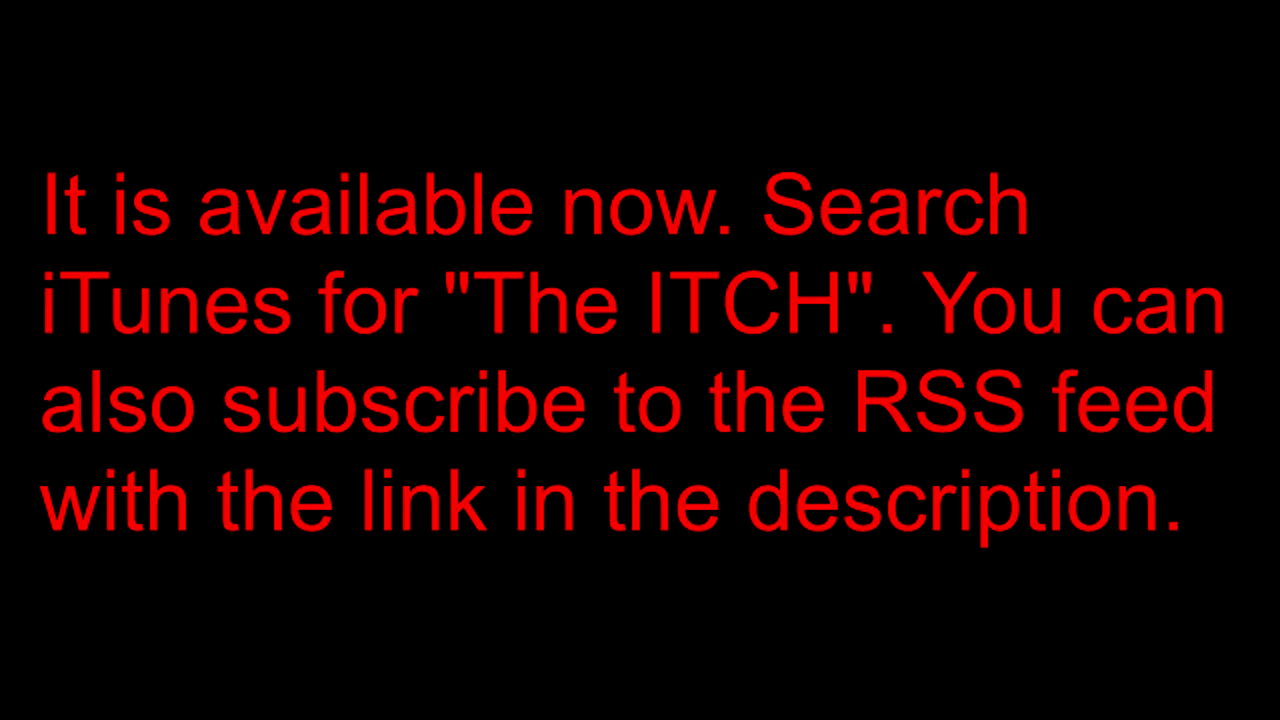 It is available now. Search
iTunes for "The ITCH". You can
also subscribe to the RSS feed
with the link in the description.